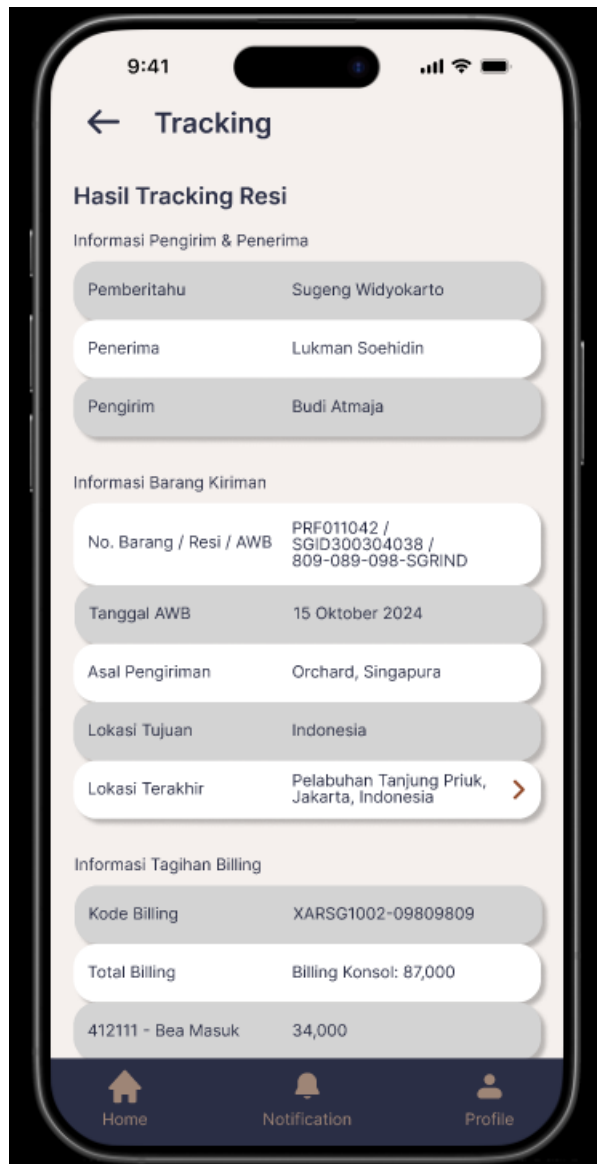 9:41
Tracking
Hasil Tracking Resi
Informasi Pengirim & Penerima
Pemberitahu Sugeng Widyokarto
Penerima Lukman Soehidin
Pengirim Budi Atmaja
Informasi Barang Kiriman
No. Barang / Resi / AWB PRF011042 /
SGID300304038 /
809-089-098-SGRIND
Tanggal AWB 15 Oktober 2024
Asal Pengiriman Orchard, Singapura
Lokasi Tujuan Indonesia
Lokasi Terakhir Pelabuhan Tanjung Priuk,
Jakarta, Indonesia
Informasi Tagihan Billing
Kode Billing XARSG1002-09809809
Total Billing Billing Konsol: 87,000
412111 - Bea Masuk 34,000
Home Notification Profile